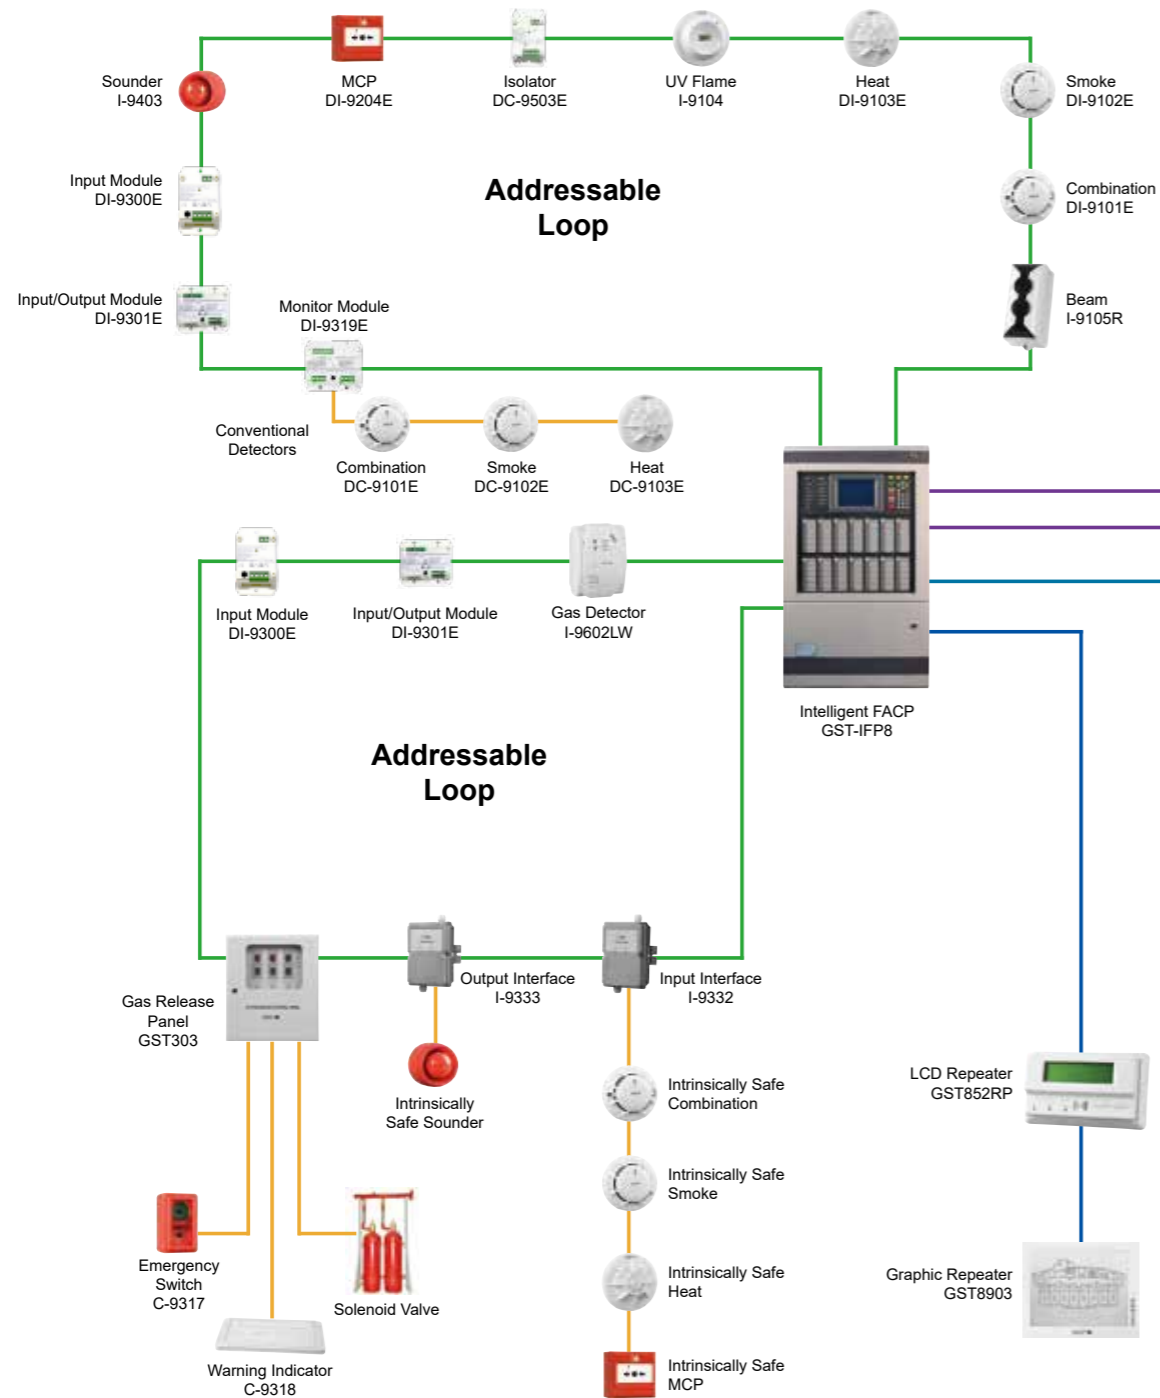 Sounder
I-9403
MCP
DI-9204E
Isolator
DC-9503E
UV Flame
I-9104
Heat
DI-9103E
Smoke
DI-9102E
Input Module
DI-9300E
Addressable
Loop
Combination
DI-9101E
Input/Output Module
DI-9301E
Monitor Module
DI-9319E
Beam
I-9105R
Conventional
Detectors
Combination
DC-9101E
Smoke
DC-9102E
Heat
DC-9103E
Input Module
DI-9300E
Input/Output Module
DI-9301E
Gas Detector
I-9602LW
Intelligent FACP
GST-IFP8
Addressable
Loop
Gas Release
Panel
GST303
Output Interface
I-9333
Input Interface
I-9332
Intrinsically
Safe Sounder
Intrinsically Safe
Combination
LCD Repeater
GST852RP
Intrinsically Safe
Smoke
Emergency
Switch
C-9317
Solenoid Valve
Intrinsically Safe
Heat
Graphic Repeater
GST8903
Warning Indicator
C-9318
Intrinsically Safe
MCP